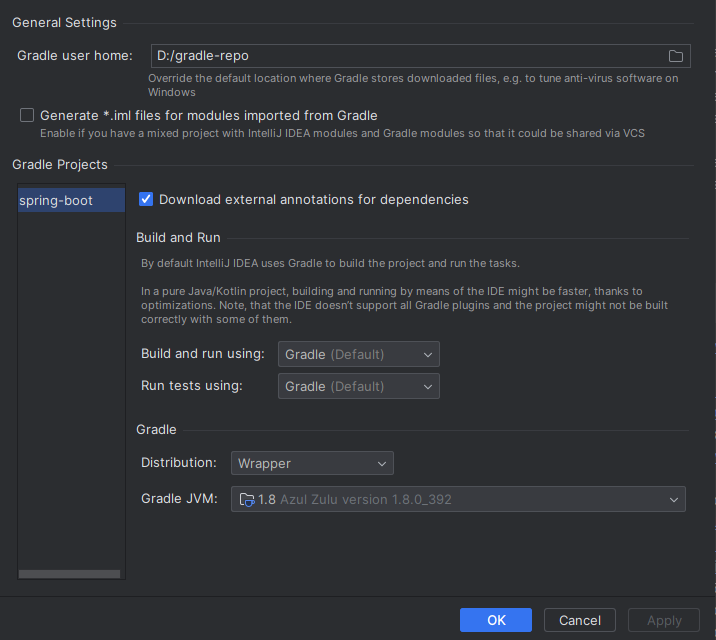 General Settings
Gradle user home:
D:/gradle-repo
Override the default location where Gradle stores downloaded files, e.g. to tune anti-virus software on
Windows
Generate *.iml files for modules imported from Gradle
Enable if you have a mixed project with IntelliJ IDEA modules and Gradle modules so that it could be shared via VCS
Gradle Projects
spring-boot
Download external annotations for dependencies
Build and Run
By default IntelliJ IDEA uses Gradle to build the project and run the tasks.
In a pure Java/Kotlin project, building and running by means of the IDE might be faster, thanks to
optimizations. Note, that the IDE doesn't support all Gradle plugins and the project might not be built
correctly with some of them.
Build and run using: Gradle (Default)
Run tests using: Gradle (Default)
Gradle
Distribution: Wrapper
Gradle JVM: 1.8 Azul Zulu version 1.8.0_392
OK Cancel Apply